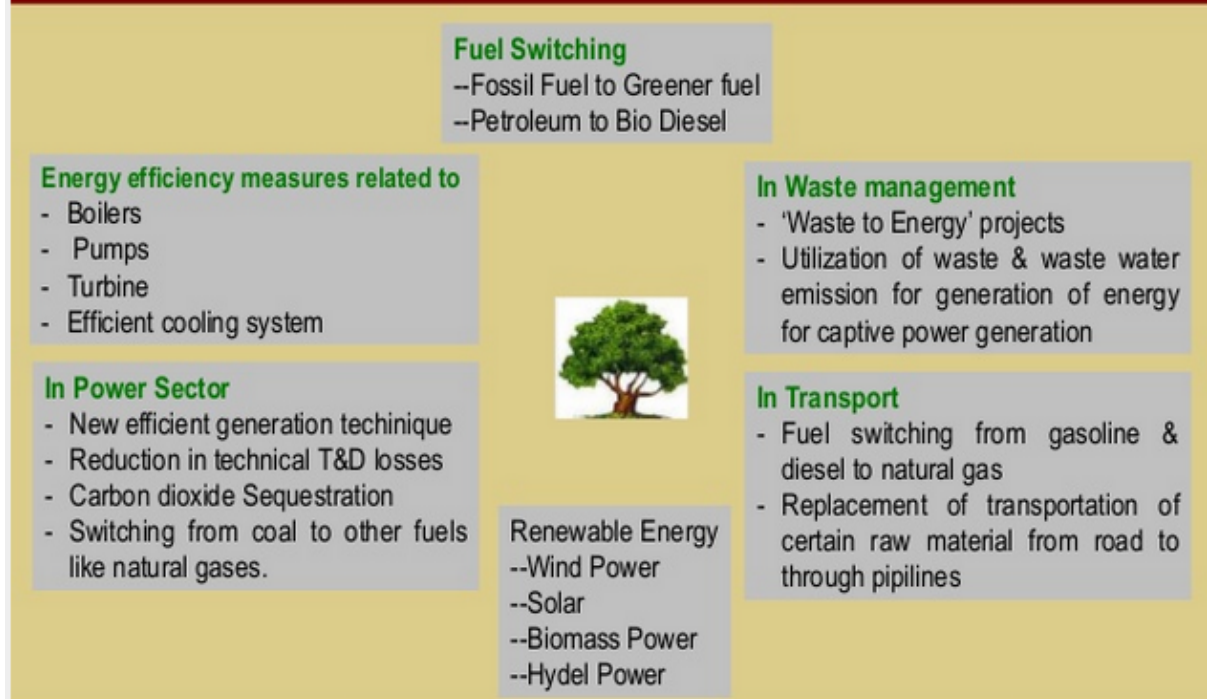 Fuel Switching
--Fossil Fuel to Greener fuel
--Petroleum to Bio Diesel
Energy efficiency measures related to
- Boilers
- Pumps
- Turbine
- Efficient cooling system
In Waste management
- ‘Waste to Energy’ projects
- Utilization of waste & waste water
emission for generation of energy
for captive power generation
In Power Sector
- New efficient generation techinique
- Reduction in technical T&D losses
- Carbon dioxide Sequestration
- Switching from coal to other fuels
like natural gases.
In Transport
- Fuel switching from gasoline &
diesel to natural gas
- Replacement of transportation of
certain raw material from road to
through pipilines
Renewable Energy
--Wind Power
--Solar
--Biomass Power
--Hydel Power